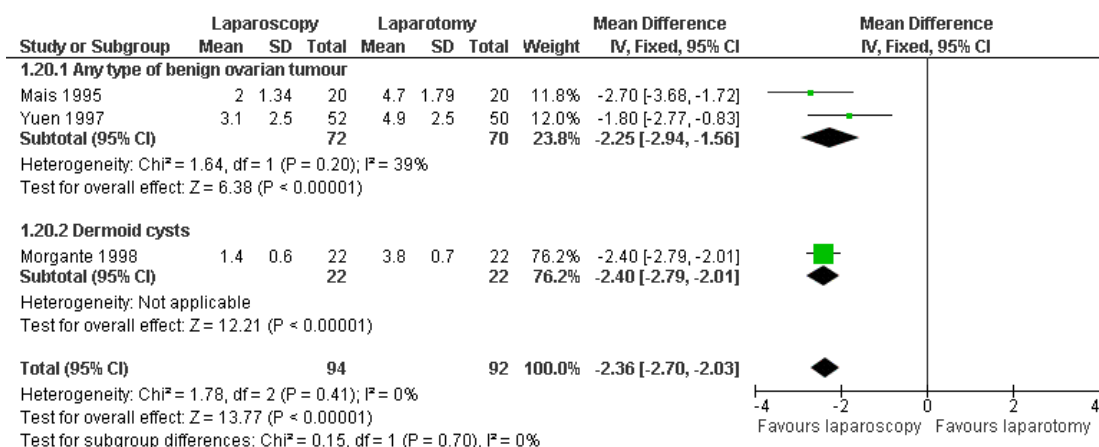 Laparoscopy Laparotomy Mean Difference Mean Difference
Study or Subgroup Mean SD Total Mean SD Total Weight IV, Fixed, 95% CI IV, Fixed, 95% CI
1.20.1 Any type of benign ovarian tumour
Mais 1995 2 1.34 20 4.7 1.79 20 11.8% -2.70 [-3.68, -1.72]
Yuen 1997 3.1 2.5 52 4.9 2.5 50 12.0% -1.80 [-2.77, -0.83]
Subtotal (95% CI) 72 70 23.8% -2.25 [-2.94, -1.56]
Heterogeneity: Chi² = 1.64, df = 1 (P = 0.20); I² = 39%
Test for overall effect: Z = 6.38 (P < 0.00001)
1.20.2 Dermoid cysts
Morgante 1998 1.4 0.6 22 3.8 0.7 22 76.2% -2.40 [-2.79, -2.01]
Subtotal (95% CI) 22 22 76.2% -2.40 [-2.79, -2.01]
Heterogeneity: Not applicable
Test for overall effect: Z = 12.21 (P < 0.00001)
Total (95% CI) 94 92 100.0% -2.36 [-2.70, -2.03]
Heterogeneity: Chi² = 1.78, df = 2 (P = 0.41); I² = 0%
Test for overall effect: Z = 13.77 (P < 0.00001)
Test for subgroup differences: Chi² = 0.15, df = 1 (P = 0.70), I² = 0%
-4 -2 0 2 4
Favours laparoscopy Favours laparotomy